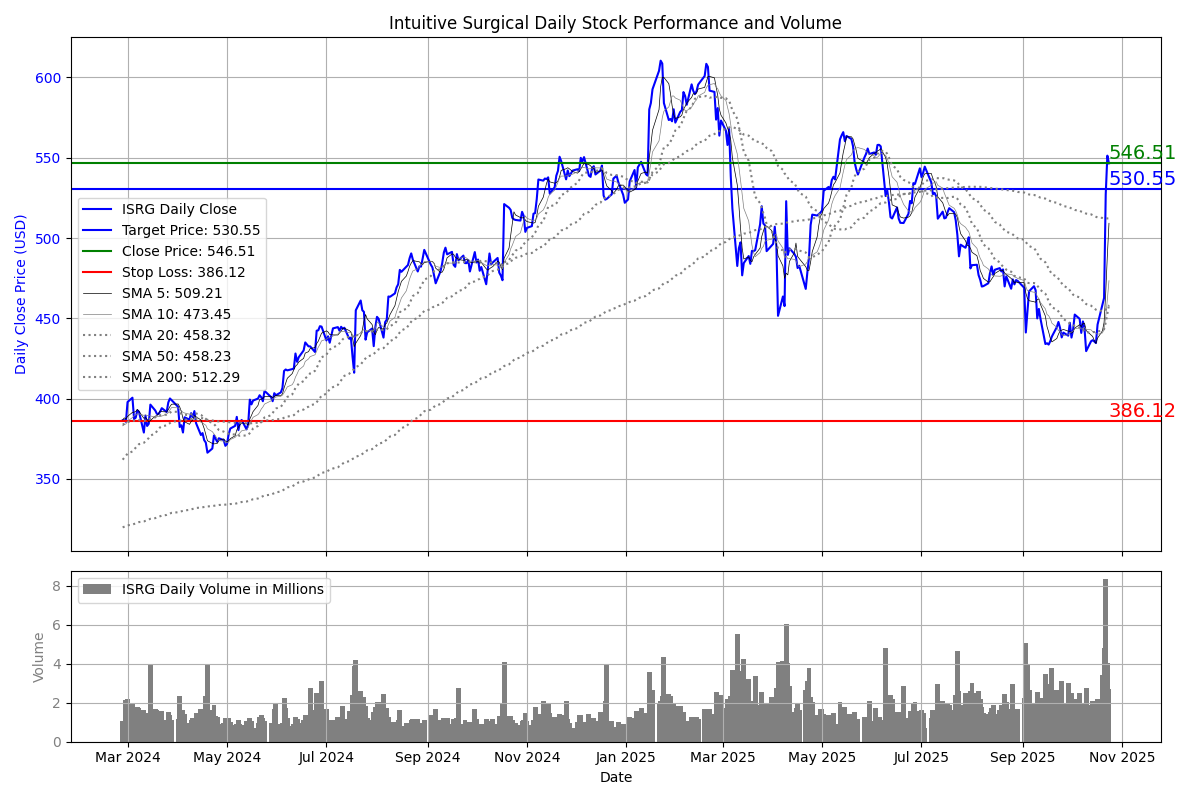 Intuitive Surgical Daily Stock Performance and Volume
Daily Close Price (USD)
600
550
500
450
400
350
546.51
530.55
386.12
ISRG Daily Close
Target Price: 530.55
Close Price: 546.51
Stop Loss: 386.12
SMA 5: 509.21
SMA 10: 473.45
SMA 20: 458.32
SMA 50: 458.23
SMA 200: 512.29
ISRG Daily Volume in Millions
Volume
8
6
4
2
0
Mar 2024 May 2024 Jul 2024 Sep 2024 Nov 2024 Jan 2025 Mar 2025 May 2025 Jul 2025 Sep 2025 Nov 2025
Date